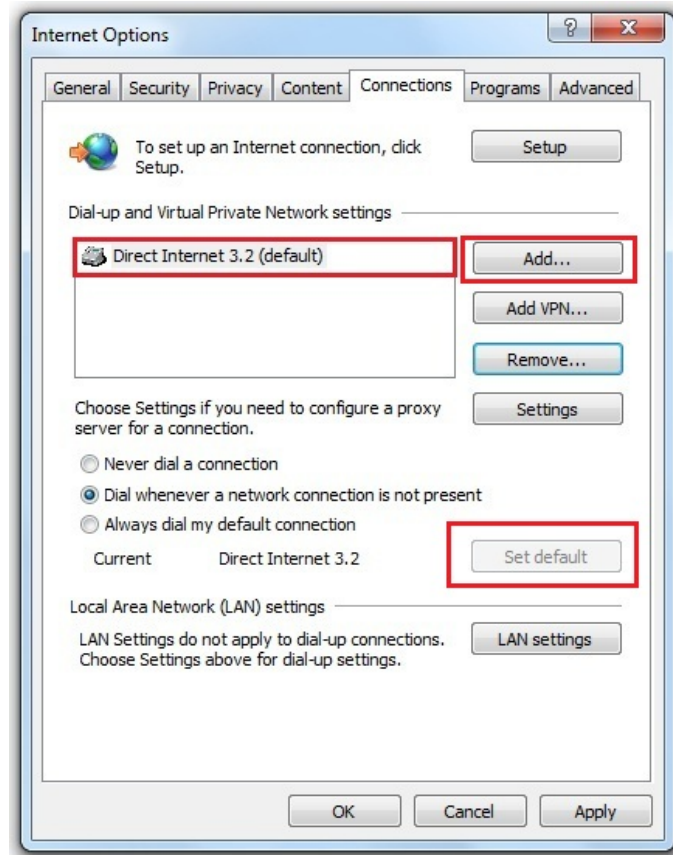 Internet Options
General Security Privacy Content Connections Programs Advanced
To set up an Internet connection, click
Setup.
Setup
Dial-up and Virtual Private Network settings
Direct Internet 3.2 (default)
Add...
Add VPN...
Remove...
Choose Settings if you need to configure a proxy
server for a connection.
Settings
Never dial a connection
Dial whenever a network connection is not present
Always dial my default connection
Current Direct Internet 3.2 Set default
Local Area Network (LAN) settings
LAN Settings do not apply to dial-up connections.
Choose Settings above for dial-up settings.
LAN settings
OK Cancel Apply